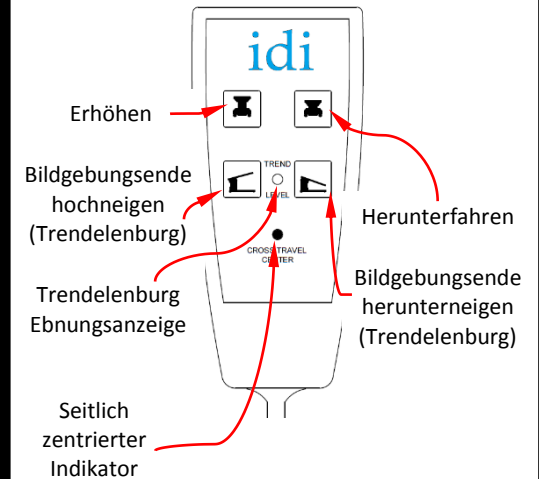 idi
Erhöhen
TREND
LEVEL
Bildgebungsende
hochneigen
(Trendelenburg)
Herunterfahren
CROSS TRAVEL
CENTER
Trendelenburg
Ebnungsanzeige
Bildgebungsende
herunterneigen
(Trendelenburg)
Seitlich
zentrierter
Indikator